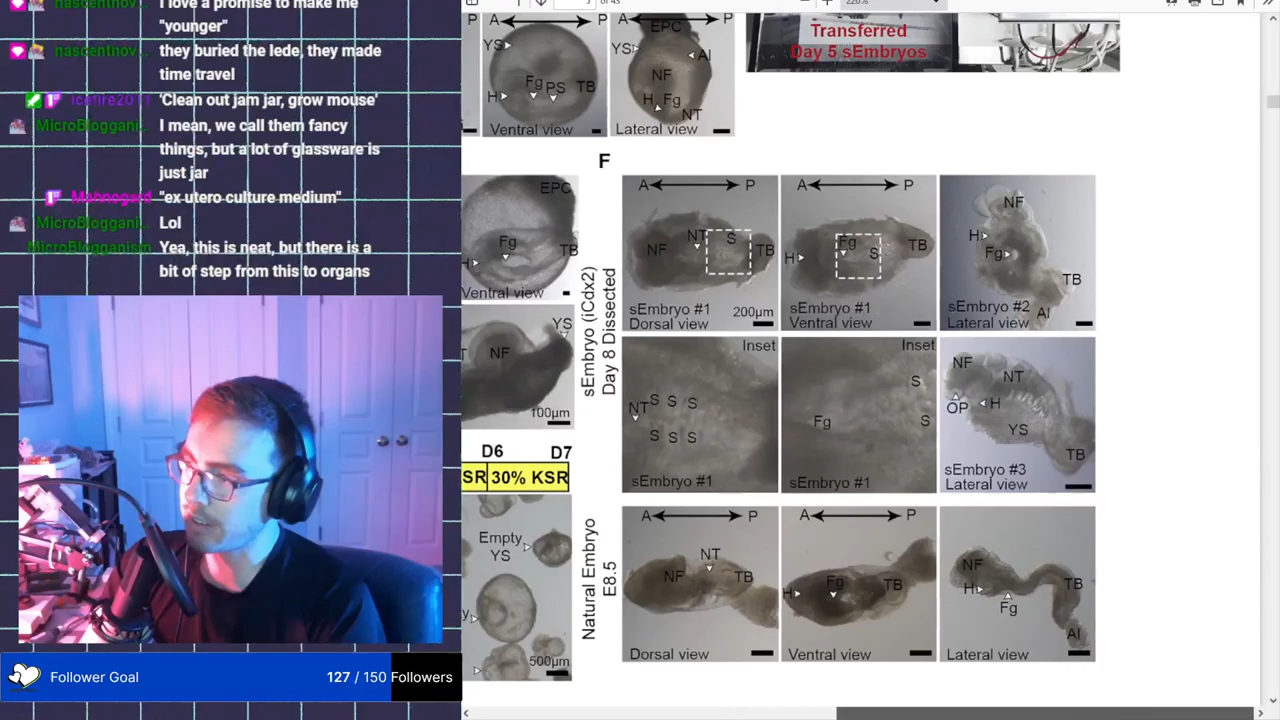 I love a promise to make me
"younger"
they buried the lede, they made
time travel
icefire2011
'Clean out jam jar, grow mouse'
MicroBloggani...
I mean, we call them fancy
things, but a lot of glassware is
just jar
Mahnogard
"ex utero culture medium"
MicroBloggani...
Lol
MicroBlogganism
Yea, this is neat, but there is a
bit of step from this to organs
Follower Goal
127 / 150 Followers
220%
P
A
P
YS
Fg
PS
TB
H
Ventral view
A
P
EPC
YS
Al
NF
H
Fg
NT
Lateral view
Transferred
Day 5 sEmbryos
EPC
Fg
H
TB
Ventral view
YS
NF
100µm
D6
D7
SR
30% KSR
Empty
YS
500µm
F
sEmbryo (iCdx2)
Day 8 Dissected
A
P
NT
S
NF
TB
sEmbryo #1
Dorsal view
200µm
A
P
Fg
S
H
TB
sEmbryo #1
Ventral view
NF
H
Fg
TB
Al
sEmbryo #2
Lateral view
Inset
NT
S S S
S S S
sEmbryo #1
Inset
S
Fg
S
sEmbryo #1
NF
NT
OP
H
YS
TB
sEmbryo #3
Lateral view
Natural Embryo
E8.5
A
P
NT
NF
TB
Dorsal view
A
P
Fg
TB
H
Ventral view
NF
H
TB
Fg
Al
Lateral view